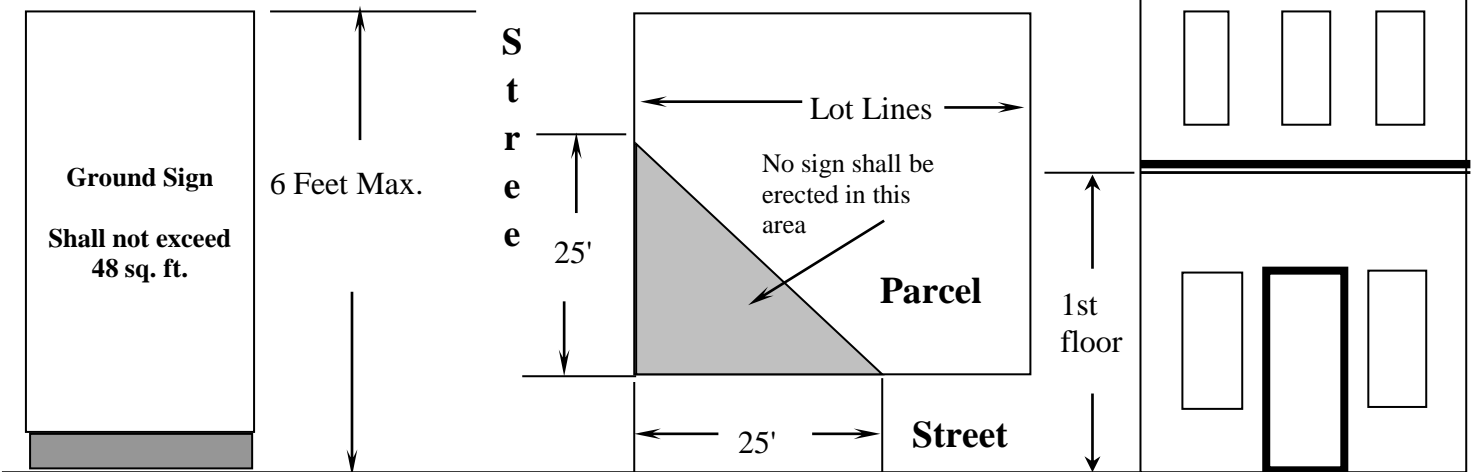 Ground Sign
Shall not exceed
48 sq. ft.
6 Feet Max.
S
t
r
e
e
25'
Lot Lines
No sign shall be
erected in this
area
Parcel
25'
Street
1st
floor